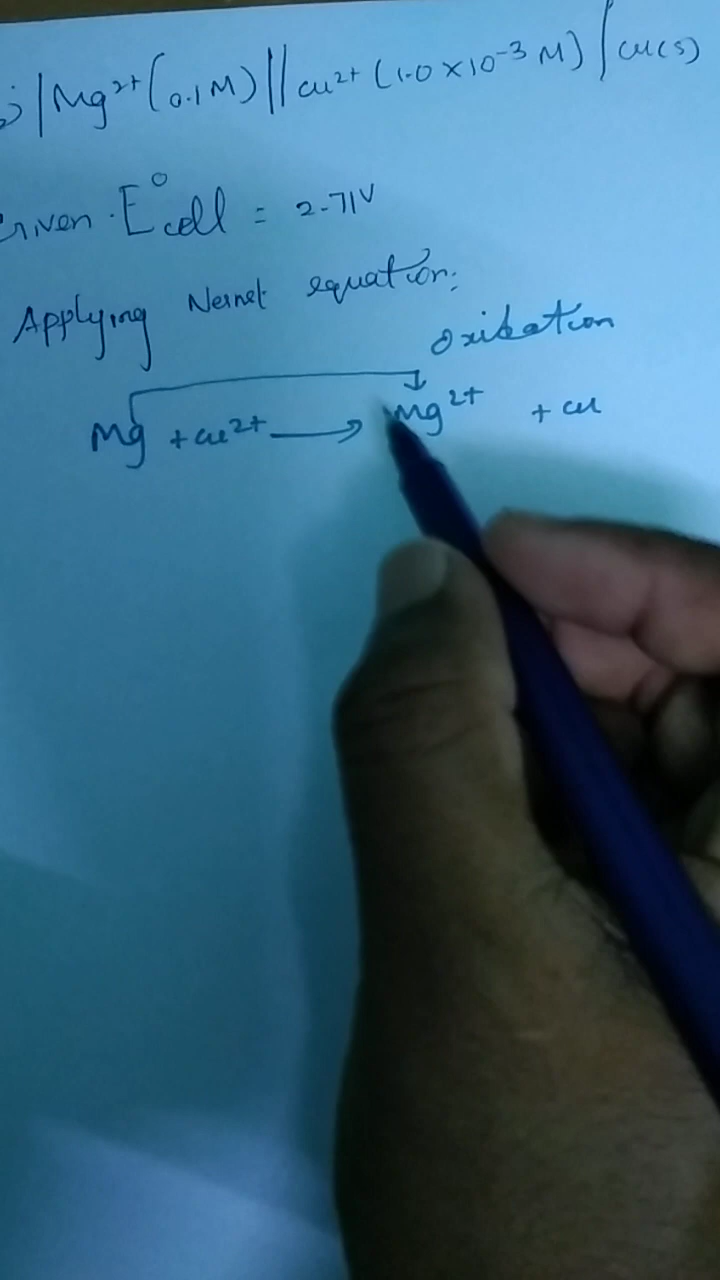 s) | Mg²⁺ (0.1M) || Cu²⁺ (1.0 × 10⁻³ M) | Cu(s)
Given. E°cell = 2.71V
Applying Nernst equation;
oxidation
Mg + Cu²⁺ ⟶ Mg²⁺ + Cu